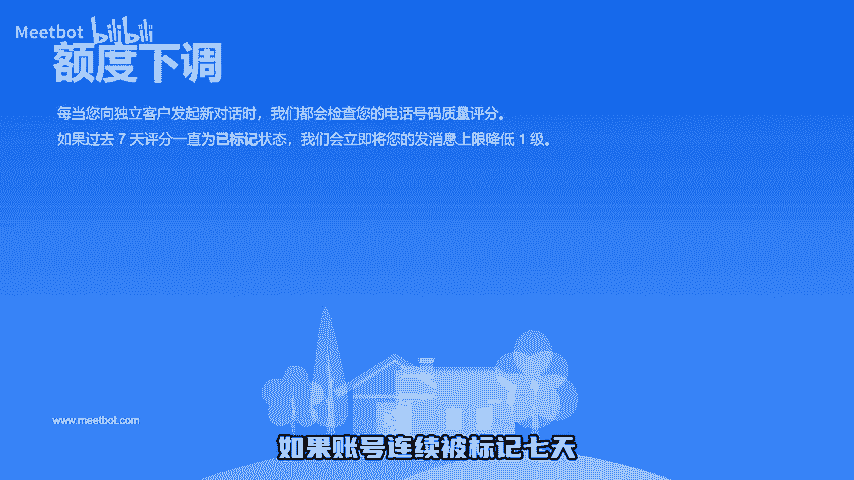 Meetbot bilibili
额度下调
每当您向独立客户发起新对话时，我们都会检查您的电话号码质量评分。
如果过去 7 天评分一直为已标记状态，我们会立即将您的发消息上限降低 1 级。
www.meetbot.com
如果账号连续被标记七天